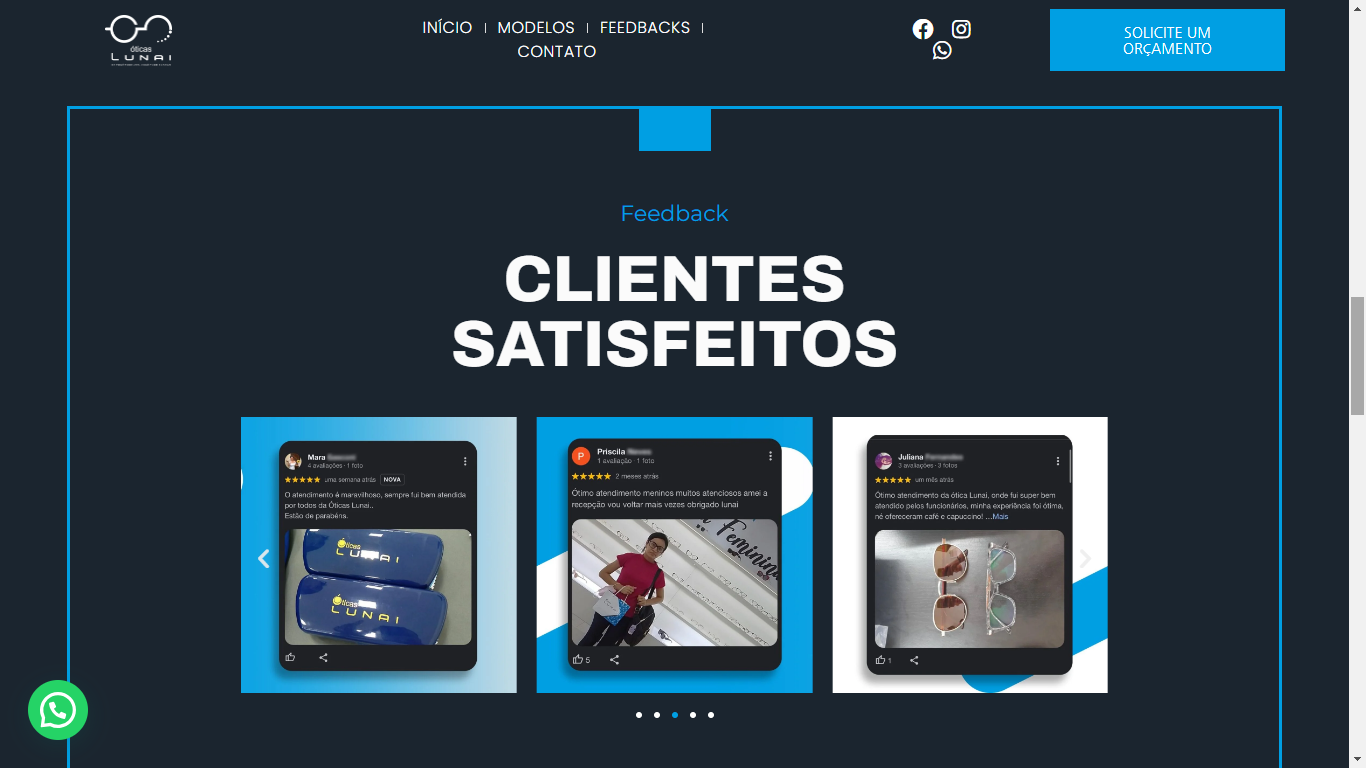 óticas
LUNAI
INÍCIO
MODELOS
FEEDBACKS
CONTATO
SOLICITE UM
ORÇAMENTO
Feedback
CLIENTES
SATISFEITOS
Mara
4 avaliações · 1 foto
uma semana atrás NOVA
O atendimento é maravilhoso, sempre fui bem atendida
por todos da Óticas Lunai..
Estão de parabéns.
Óticas
LUNAI
Óticas
LUNAI
P
Priscila
1 avaliação · 1 foto
2 meses atrás
Ótimo atendimento meninos muitos atenciosos amei a
recepção vou voltar mais vezes obrigado lunai
Feminina
5
Juliana
3 avaliações · 3 fotos
um mês atrás
Ótimo atendimento da ótica Lunai, onde fui super bem
atendido pelos funcionários, minha experiência foi ótima,
né ofereceram café e capuccino! ...Mais
1